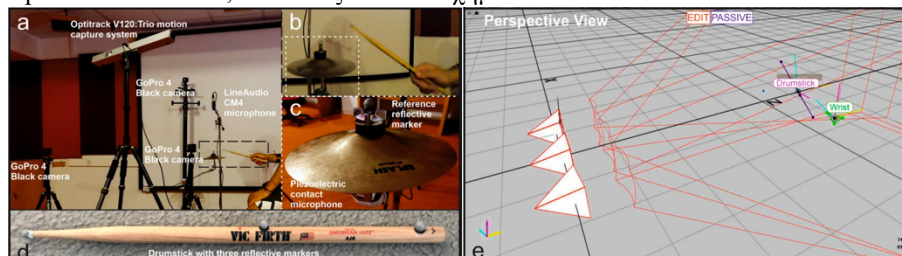 a
Optitrack V120:Trio motion
capture system
GoPro 4
Black camera
LineAudio
CM4
microphone
GoPro 4
Black camera
GoPro 4
Black camera
b
c
Reference
reflective
marker
SPLASH
Piezoelectric
contact
microphone
d
VIC FIRTH
AMERICAN JAZZ
Drumstick with three reflective markers
Perspective View
EDIT PASSIVE
Drumstick
Wrist
e